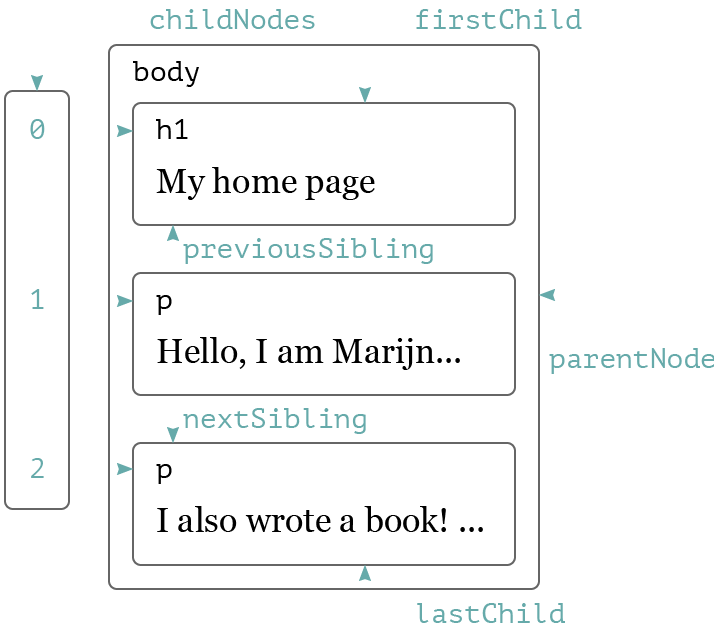 childNodes firstChild
body
0 h1
My home page
previousSibling
1 p
Hello, I am Marijn...
parentNode
nextSibling
2 p
I also wrote a book! ...
lastChild